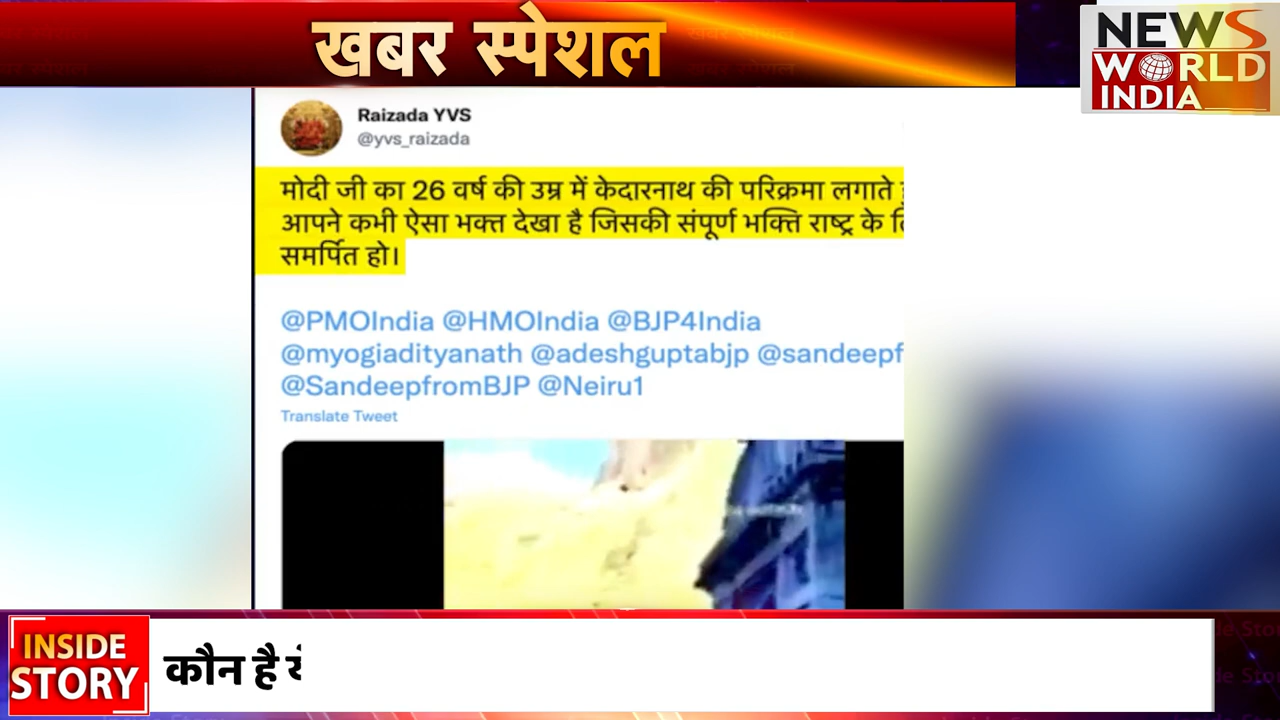 खबर स्पेशल
NEWS
WORLD
INDIA
Raizada YVS
@yvs_raizada
मोदी जी का 26 वर्ष की उम्र में केदारनाथ की परिक्रमा लगाते
आपने कभी ऐसा भक्त देखा है जिसकी संपूर्ण भक्ति राष्ट्र के
समर्पित हो।
@PMOIndia @HMOIndia @BJP4India
@myogiadityanath @adeshguptabjp @sandeepf
@SandeepfromBJP @Neiru1
Translate Tweet
INSIDE
STORY
कौन है